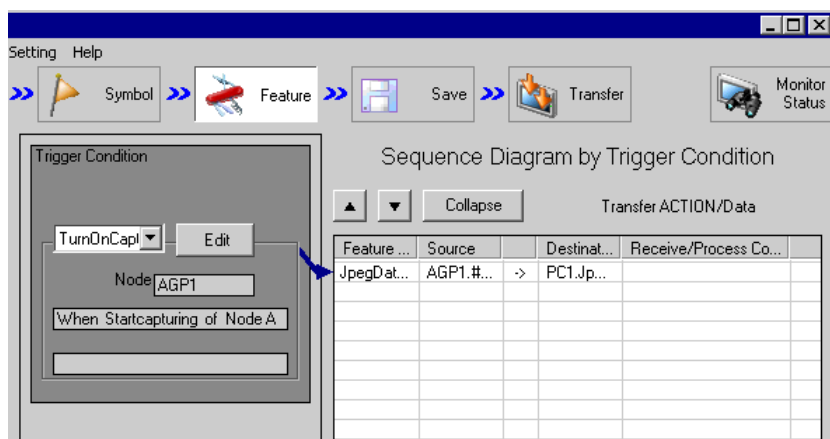 Setting Help
Symbol
Feature
Save
Transfer
Monitor Status
Trigger Condition
TurnOnCapt
Edit
Node AGP1
When Startcapturing of Node A
Sequence Diagram by Trigger Condition
Collapse
Transfer ACTION/Data
Feature ... Source Destinat... Receive/Process Co...
JpegDat... AGP1.#... -> PC1.Jp...